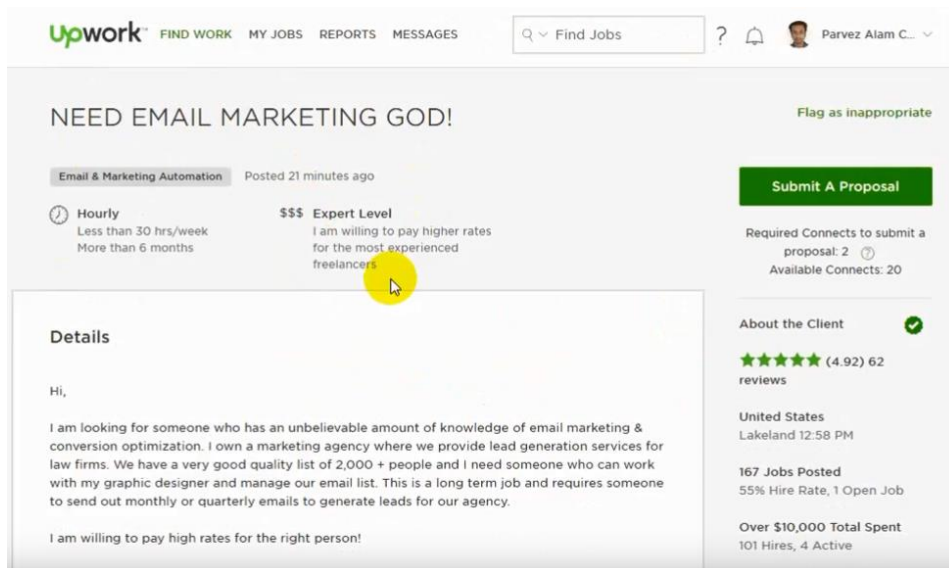 Upwork FIND WORK MY JOBS REPORTS MESSAGES Find Jobs ? Parvez Alam C...
NEED EMAIL MARKETING GOD!
Flag as inappropriate
Email & Marketing Automation Posted 21 minutes ago
Hourly
Less than 30 hrs/week
More than 6 months
$$$ Expert Level
I am willing to pay higher rates
for the most experienced
freelancers
Submit A Proposal
Required Connects to submit a
proposal: 2 ?
Available Connects: 20
Details
Hi,
I am looking for someone who has an unbelievable amount of knowledge of email marketing &
conversion optimization. I own a marketing agency where we provide lead generation services for
law firms. We have a very good quality list of 2,000 + people and I need someone who can work
with my graphic designer and manage our email list. This is a long term job and requires someone
to send out monthly or quarterly emails to generate leads for our agency.
I am willing to pay high rates for the right person!
About the Client
(4.92) 62
reviews
United States
Lakeland 12:58 PM
167 Jobs Posted
55% Hire Rate, 1 Open Job
Over $10,000 Total Spent
101 Hires, 4 Active